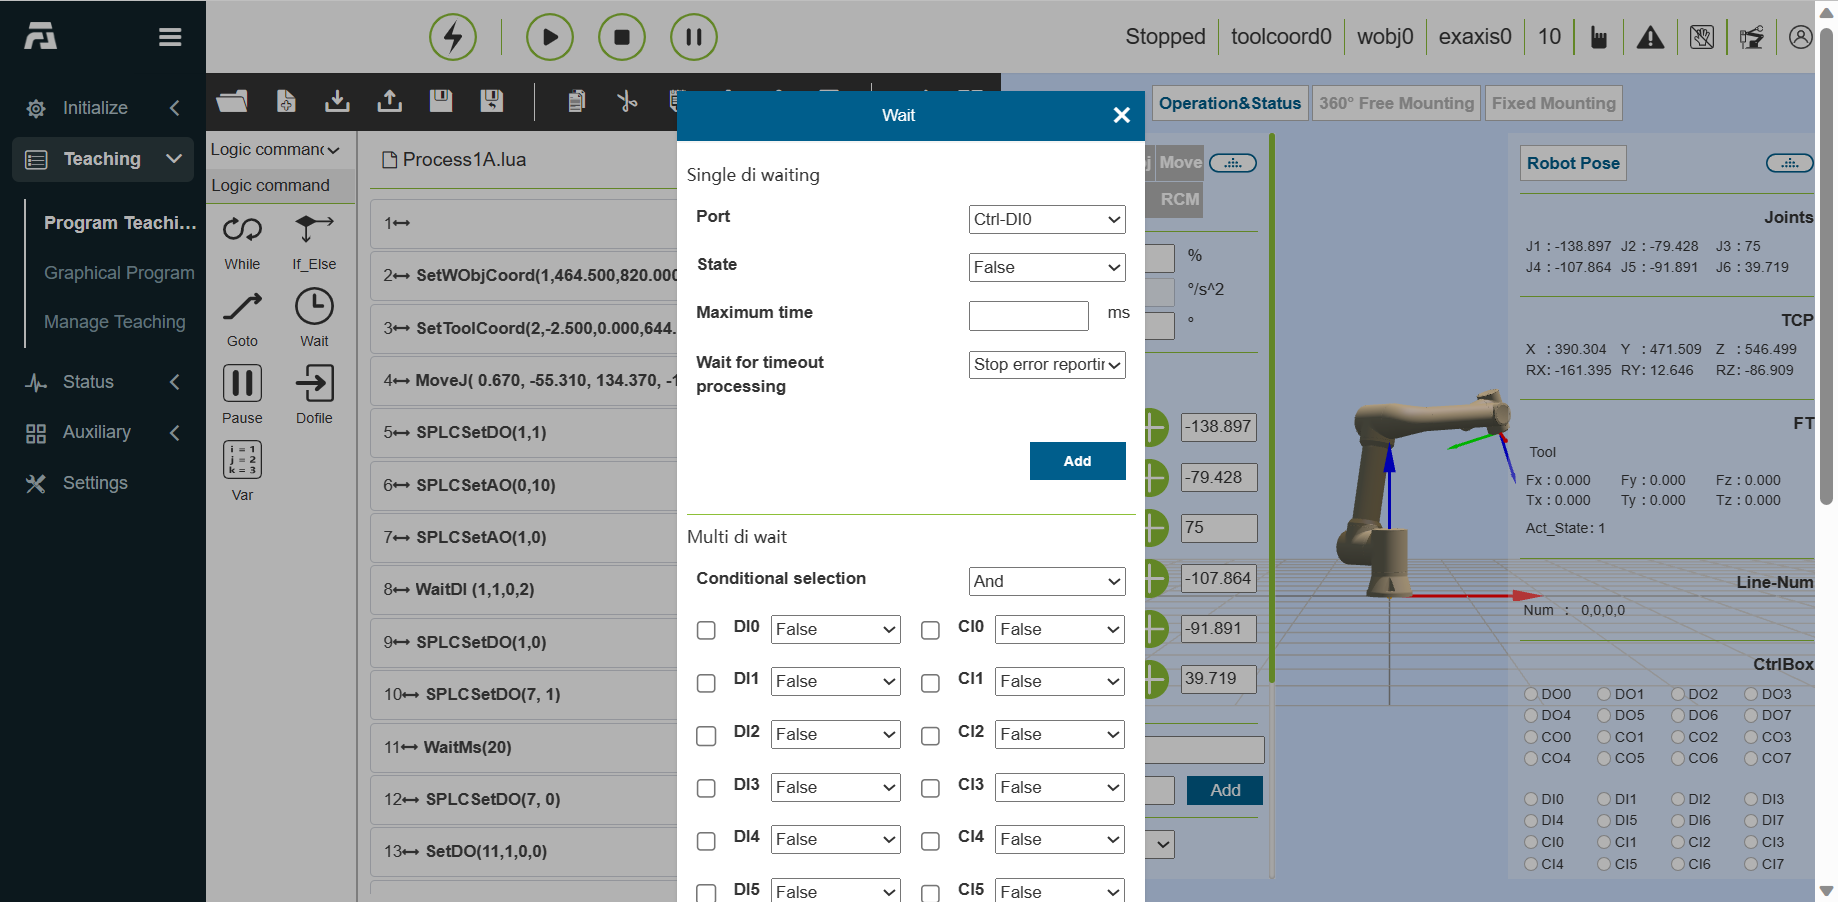 Stopped
toolcoord0
wobj0
exaxis0
10
Initialize
Teaching
Program Teachi...
Graphical Program
Manage Teaching
Status
Auxiliary
Settings
Logic command
Logic command
While
If_Else
Goto
Wait
Pause
Dofile
i = 1
j = 2
k = 3
Var
Process1A.lua
1
2 SetWObjCoord(1,464.500,820.000
3 SetToolCoord(2,-2.500,0.000,644.
4 MoveJ( 0.670, -55.310, 134.370, -1
5 SPLCSetDO(1,1)
6 SPLCSetAO(0,10)
7 SPLCSetAO(1,0)
8 WaitDI (1,1,0,2)
9 SPLCSetDO(1,0)
10 SPLCSetDO(7, 1)
11 WaitMs(20)
12 SPLCSetDO(7, 0)
13 SetDO(11,1,0,0)
Wait
Single di waiting
Port
Ctrl-DI0
State
False
Maximum time
ms
Wait for timeout
processing
Stop error reportir
Add
Multi di wait
Conditional selection
And
DI0 False CI0 False
DI1 False CI1 False
DI2 False CI2 False
DI3 False CI3 False
DI4 False CI4 False
DI5 False CI5 False
Operation&Status
360° Free Mounting
Fixed Mounting
Move
RCM
%
°/s^2
°
-138.897
-79.428
75
-107.864
-91.891
39.719
Add
Robot Pose
Joints
J1 : -138.897 J2 : -79.428 J3 : 75
J4 : -107.864 J5 : -91.891 J6 : 39.719
TCP
X : 390.304 Y : 471.509 Z : 546.499
RX: -161.395 RY: 12.646 RZ: -86.909
FT
Tool
Fx : 0.000 Fy : 0.000 Fz : 0.000
Tx : 0.000 Ty : 0.000 Tz : 0.000
Act_State: 1
Line-Num
Num : 0,0,0,0
CtrlBox
DO0 DO1 DO2 DO3
DO4 DO5 DO6 DO7
CO0 CO1 CO2 CO3
CO4 CO5 CO6 CO7
DI0 DI1 DI2 DI3
DI4 DI5 DI6 DI7
CI0 CI1 CI2 CI3
CI4 CI5 CI6 CI7